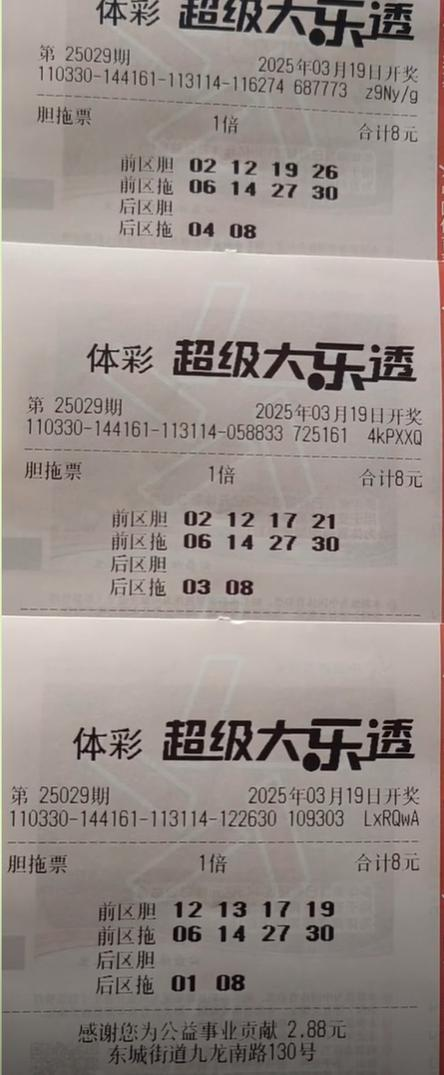 体彩 超级大乐透
第 25029期 2025年03月19日开奖
110330-144161-113114-116274 687773 z9Ny/g
胆拖票 1倍 合计8元
前区胆 02 12 19 26
前区拖 06 14 27 30
后区胆
后区拖 04 08
体彩 超级大乐透
第 25029期 2025年03月19日开奖
110330-144161-113114-058833 725161 4kPXXQ
胆拖票 1倍 合计8元
前区胆 02 12 17 21
前区拖 06 14 27 30
后区胆
后区拖 03 08
体彩 超级大乐透
第 25029期 2025年03月19日开奖
110330-144161-113114-122630 109303 LxRQwA
胆拖票 1倍 合计8元
前区胆 12 13 17 19
前区拖 06 14 27 30
后区胆
后区拖 01 08
感谢您为公益事业贡献 2.88元
东城街道九龙南路130号